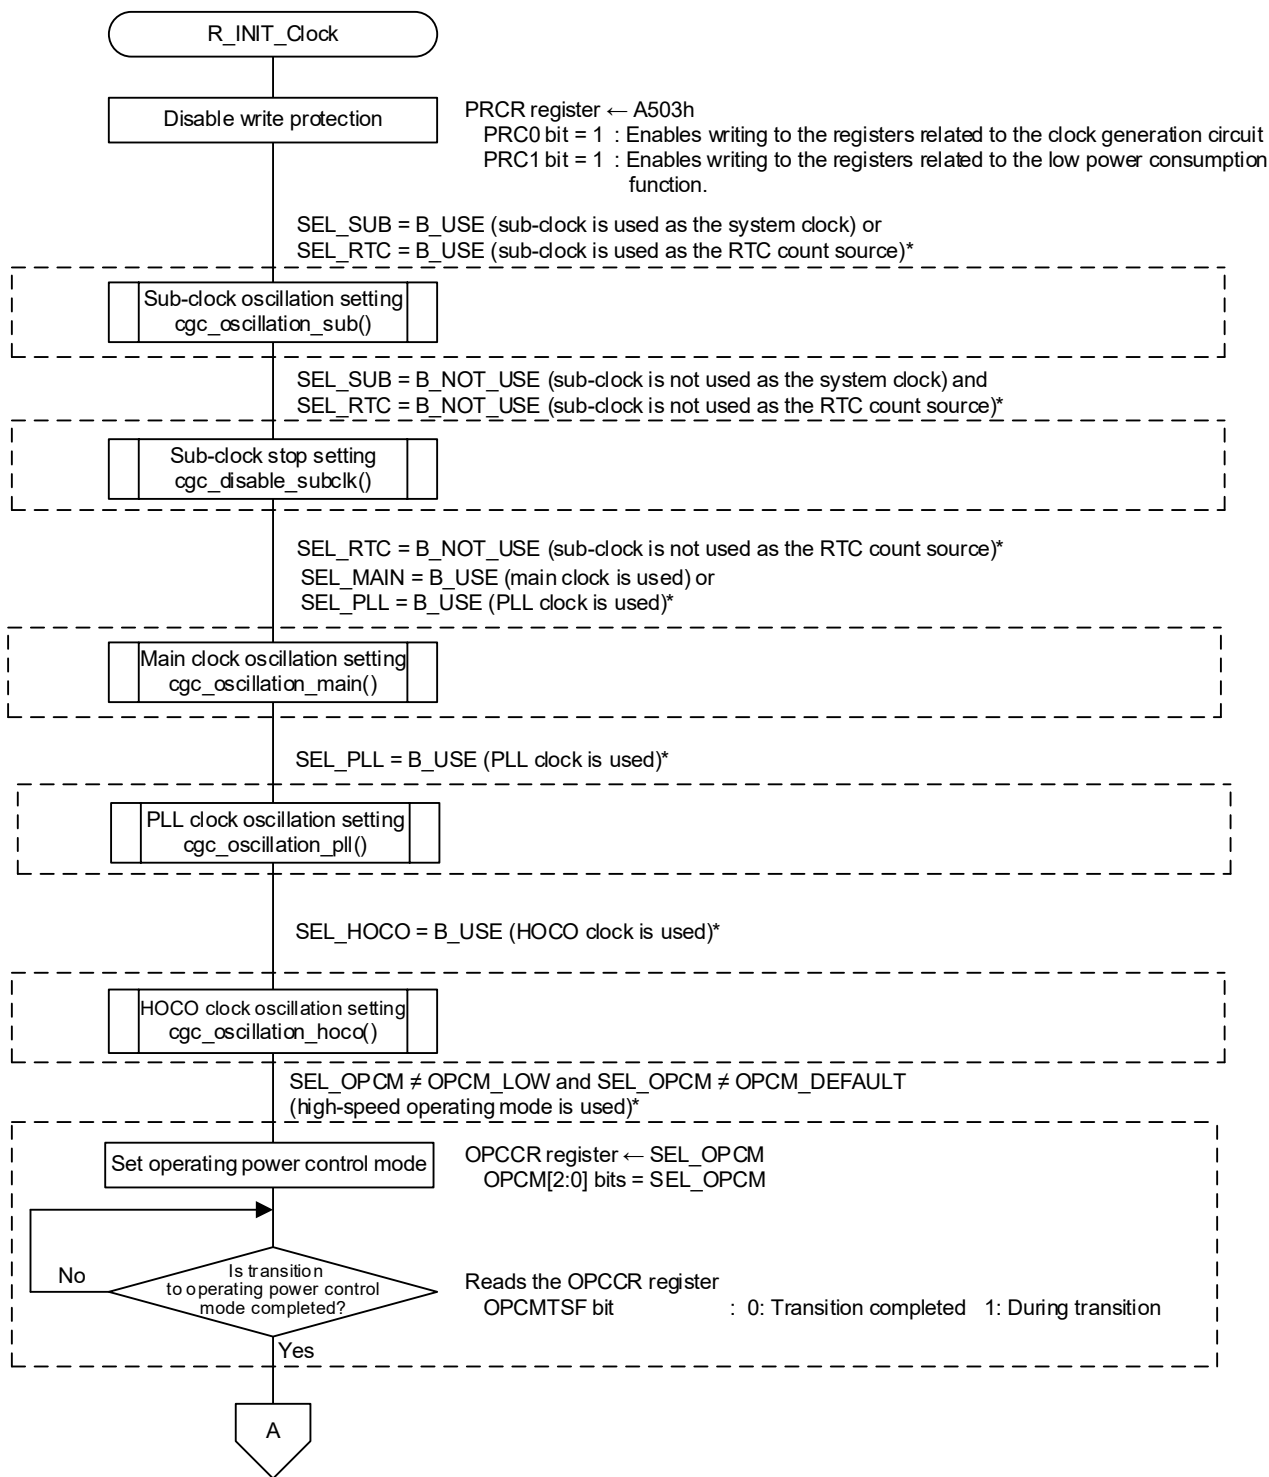 R_INIT_Clock
Disable write protection
PRCR register ← A503h
PRC0 bit = 1 : Enables writing to the registers related to the clock generation circuit
PRC1 bit = 1 : Enables writing to the registers related to the low power consumption
function.
SEL_SUB = B_USE (sub-clock is used as the system clock) or
SEL_RTC = B_USE (sub-clock is used as the RTC count source)*
Sub-clock oscillation setting
cgc_oscillation_sub()
SEL_SUB = B_NOT_USE (sub-clock is not used as the system clock) and
SEL_RTC = B_NOT_USE (sub-clock is not used as the RTC count source)*
Sub-clock stop setting
cgc_disable_subclk()
SEL_RTC = B_NOT_USE (sub-clock is not used as the RTC count source)*
SEL_MAIN = B_USE (main clock is used) or
SEL_PLL = B_USE (PLL clock is used)*
Main clock oscillation setting
cgc_oscillation_main()
SEL_PLL = B_USE (PLL clock is used)*
PLL clock oscillation setting
cgc_oscillation_pll()
SEL_HOCO = B_USE (HOCO clock is used)*
HOCO clock oscillation setting
cgc_oscillation_hoco()
SEL_OPCM ≠ OPCM_LOW and SEL_OPCM ≠ OPCM_DEFAULT
(high-speed operating mode is used)*
Set operating power control mode
OPCCR register ← SEL_OPCM
OPCM[2:0] bits = SEL_OPCM
No
Is transition
to operating power control
mode completed?
Reads the OPCCR register
OPCMTSF bit : 0: Transition completed 1: During transition
Yes
A